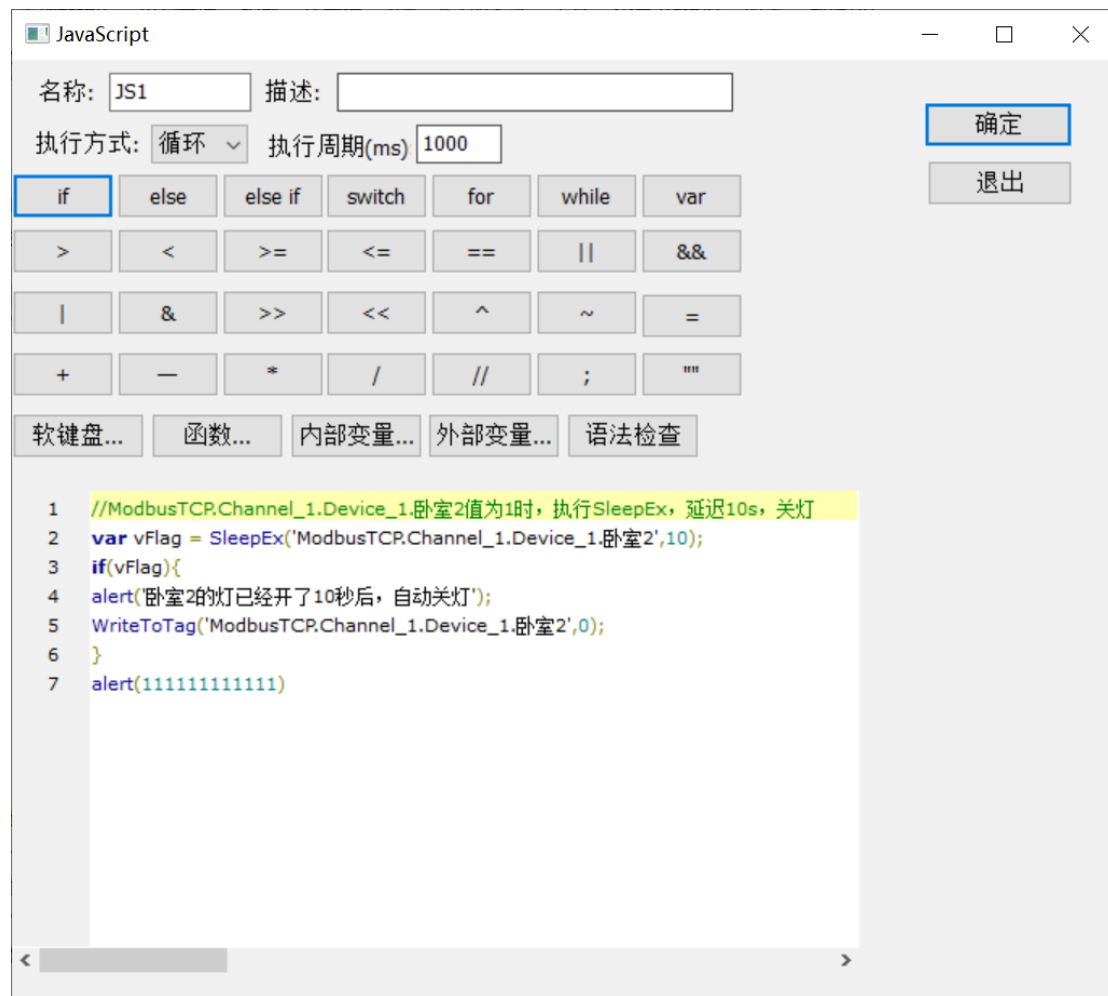 JavaScript
名称: JS1 描述:
确定
执行方式: 循环 执行周期(ms): 1000
退出
if else else if switch for while var
> < >= <= == || &&
| & >> << ^ ~ =
+ — * / // ; ""
软键盘... 函数... 内部变量... 外部变量... 语法检查
1 //ModbusTCP.Channel_1.Device_1.卧室2值为1时，执行SleepEx，延迟10s，关灯
2 var vFlag = SleepEx('ModbusTCP.Channel_1.Device_1.卧室2',10);
3 if(vFlag){
4 alert('卧室2的灯已经开了10秒后，自动关灯');
5 WriteToTag('ModbusTCP.Channel_1.Device_1.卧室2',0);
6 }
7 alert(111111111111)